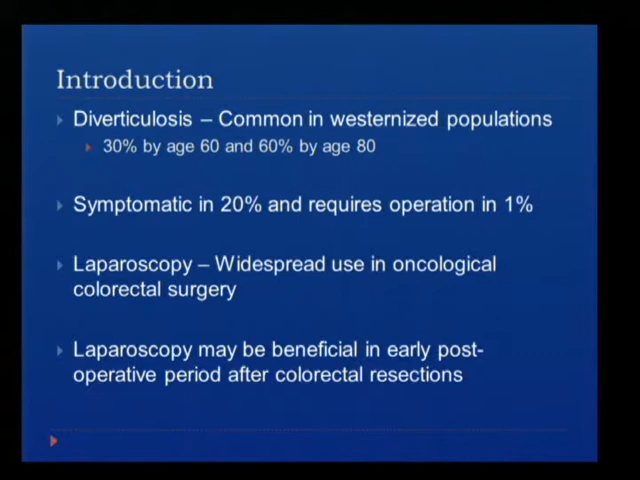 Introduction
Diverticulosis – Common in westernized populations
30% by age 60 and 60% by age 80
Symptomatic in 20% and requires operation in 1%
Laparoscopy – Widespread use in oncological
colorectal surgery
Laparoscopy may be beneficial in early post-
operative period after colorectal resections